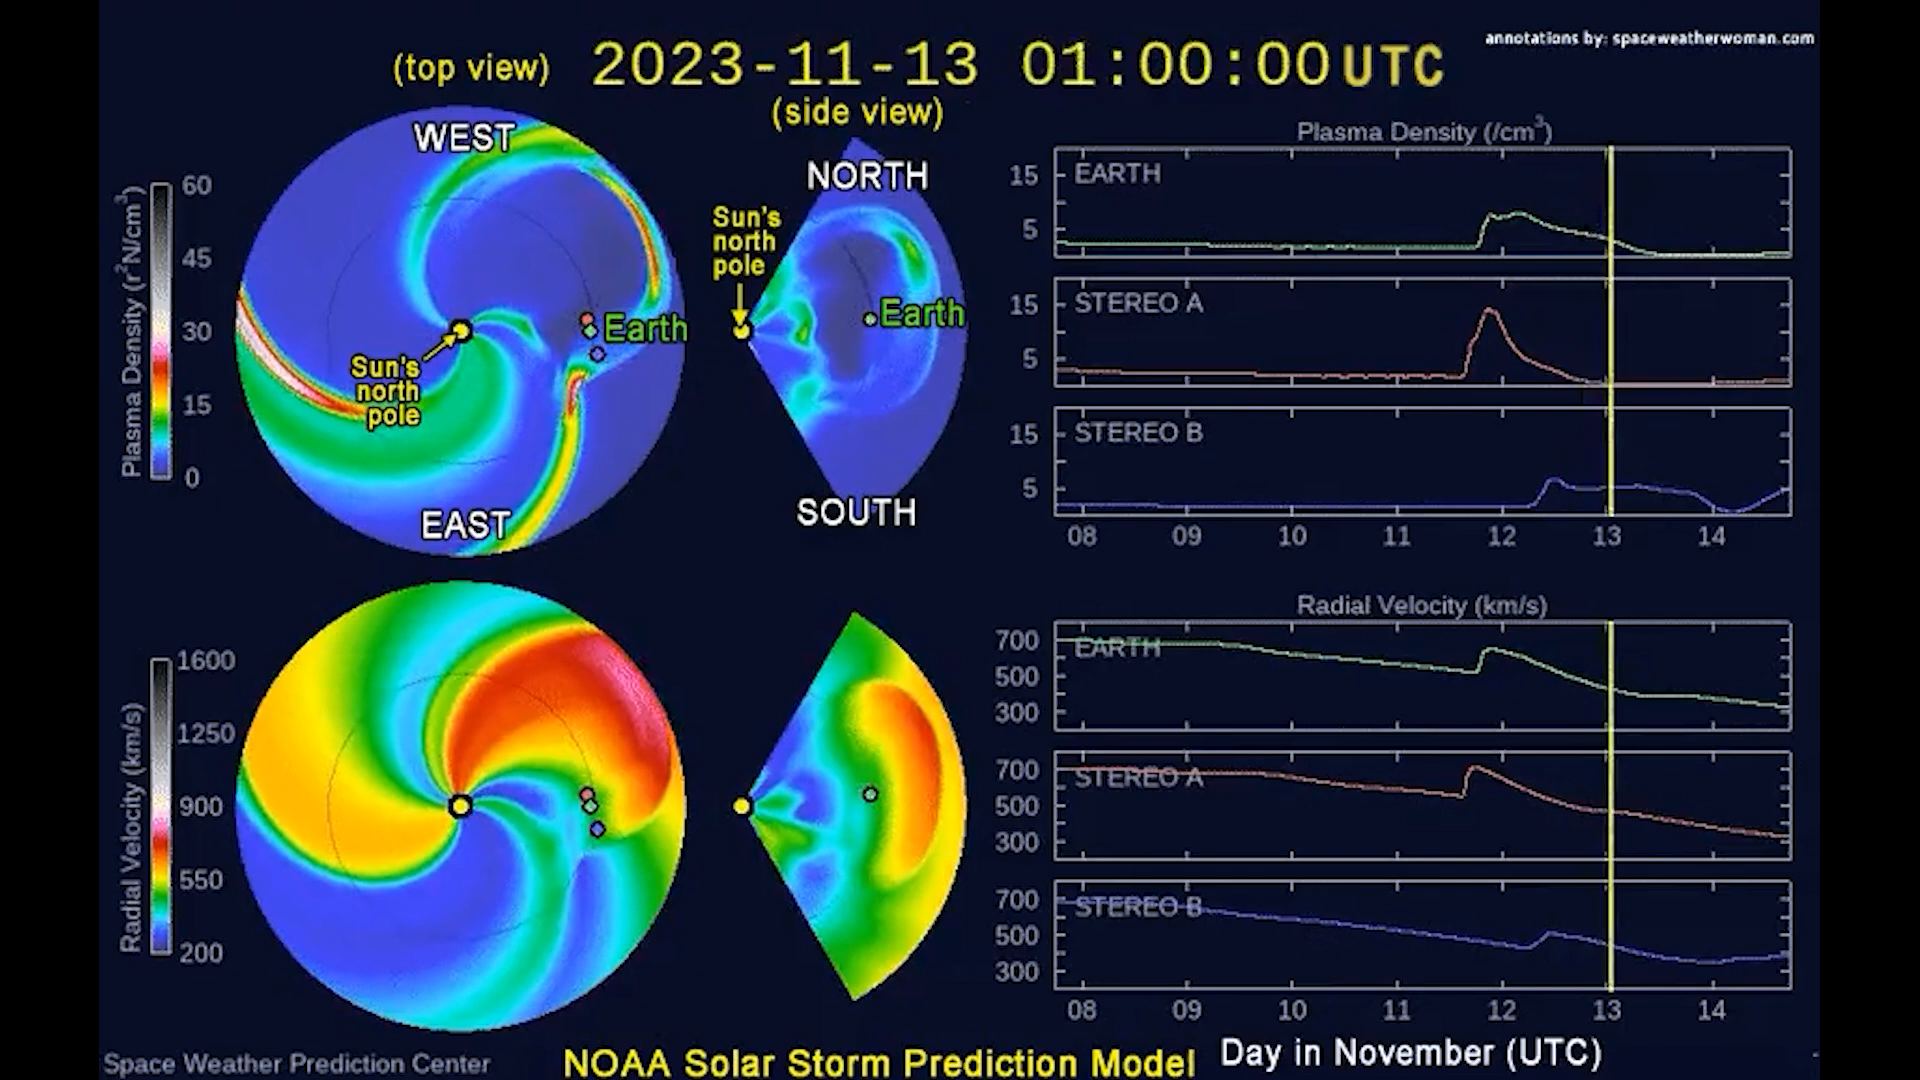 annotations by: spaceweatherwoman.com
(top view) 2023-11-13 01:00:00 UTC
(side view)
Plasma Density (r²N/cm³)
60
45
30
15
0
WEST
Sun's
north
pole
Earth
EAST
NORTH
Sun's
north
pole
Earth
SOUTH
Plasma Density (/cm³)
15
5
EARTH
15
5
STEREO A
15
5
STEREO B
08 09 10 11 12 13 14
Radial Velocity (km/s)
1600
1250
900
550
200
Radial Velocity (km/s)
700
500
300
EARTH
700
500
300
STEREO A
700
500
300
STEREO B
08 09 10 11 12 13 14
Space Weather Prediction Center
NOAA Solar Storm Prediction Model
Day in November (UTC)